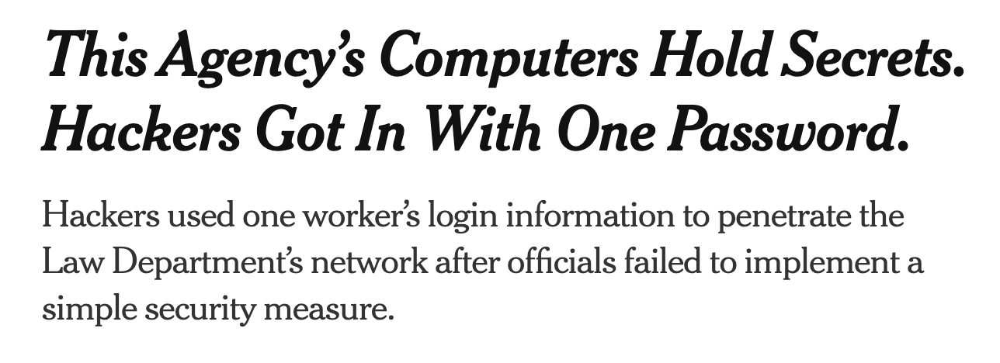 This Agency’s Computers Hold Secrets.
Hackers Got In With One Password.
Hackers used one worker’s login information to penetrate the
Law Department’s network after officials failed to implement a
simple security measure.